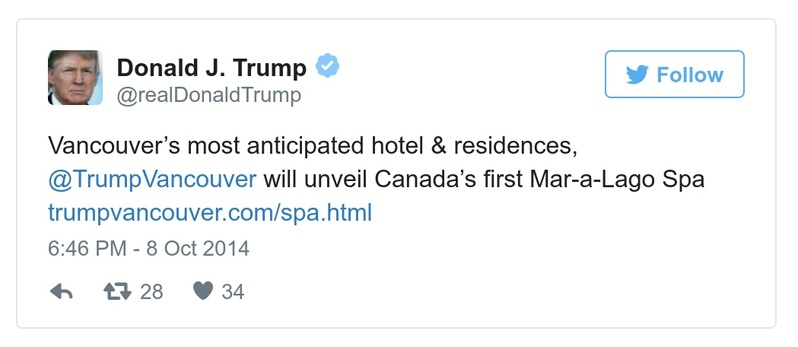 Donald J. Trump
@realDonaldTrump
Follow
Vancouver’s most anticipated hotel & residences,
@TrumpVancouver will unveil Canada’s first Mar-a-Lago Spa
trumpvancouver.com/spa.html
6:46 PM - 8 Oct 2014
28 34